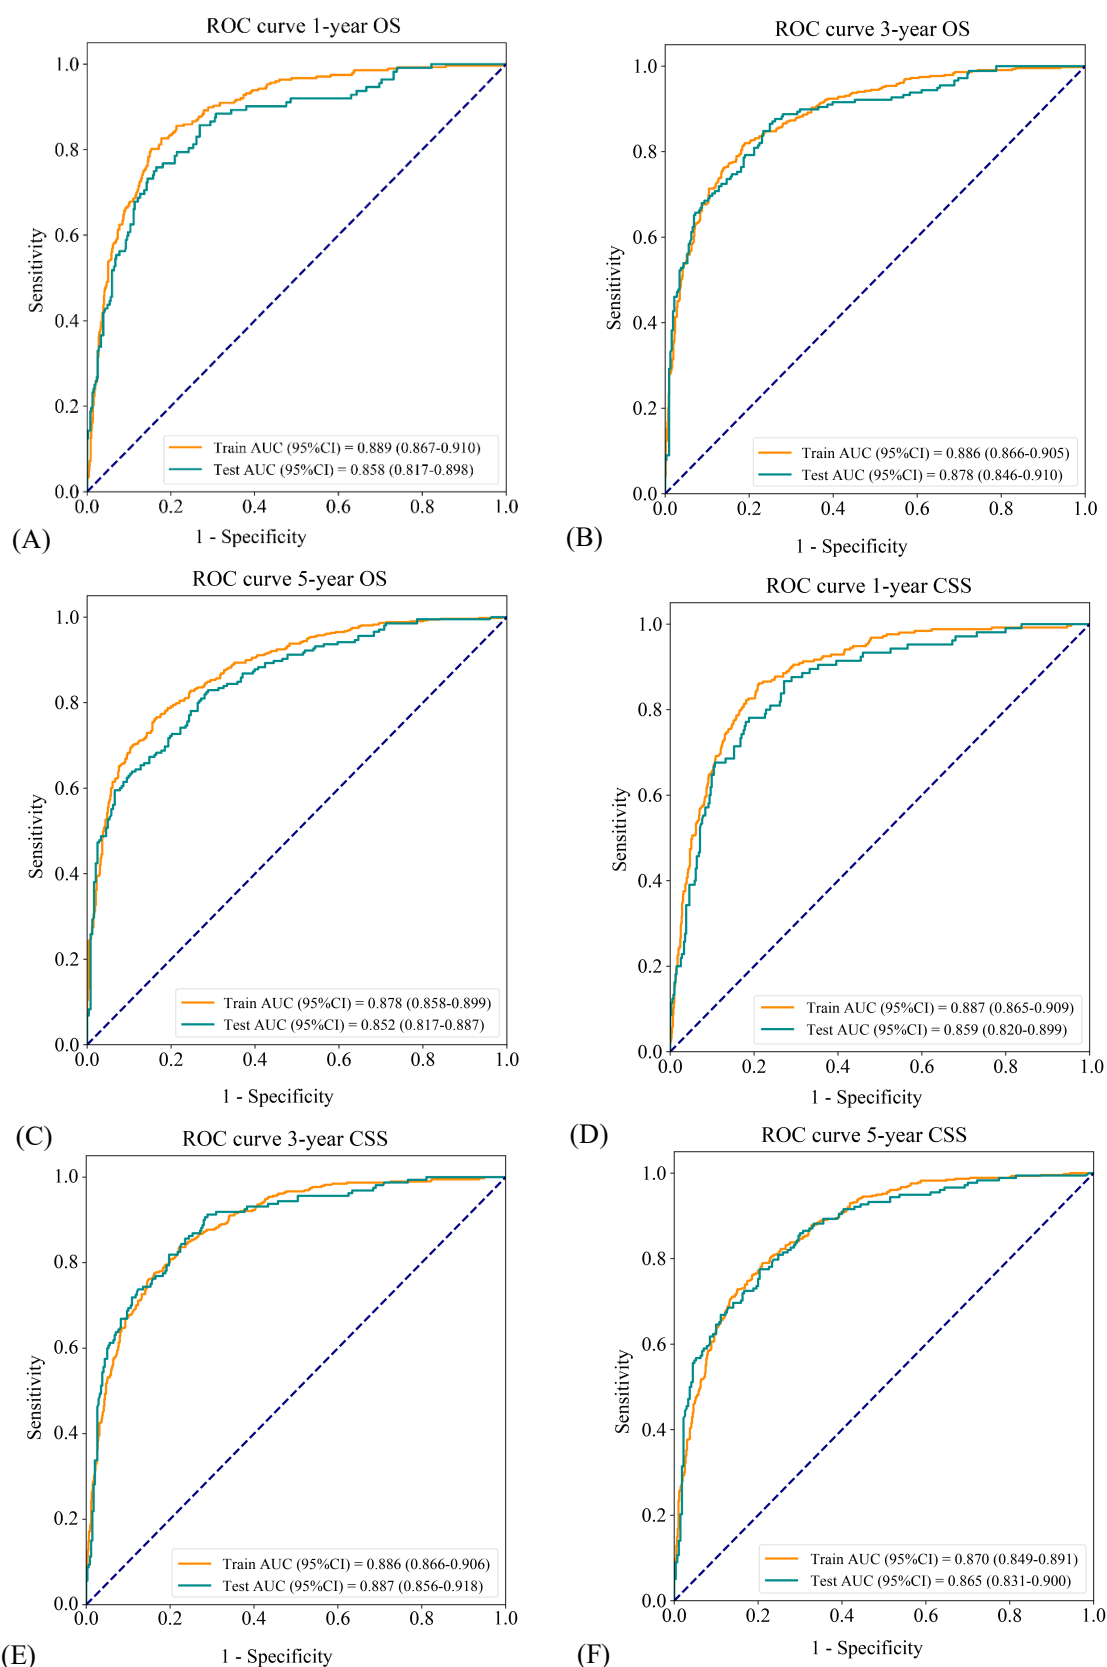 ROC curve 1-year OS
1.0
0.8
0.6
0.4
0.2
0.0
Sensitivity
Train AUC (95%CI) = 0.889 (0.867-0.910)
Test AUC (95%CI) = 0.858 (0.817-0.898)
0.0 0.2 0.4 0.6 0.8 1.0
1 - Specificity
(A)
ROC curve 3-year OS
1.0
0.8
0.6
0.4
0.2
0.0
Sensitivity
Train AUC (95%CI) = 0.886 (0.866-0.905)
Test AUC (95%CI) = 0.878 (0.846-0.910)
0.0 0.2 0.4 0.6 0.8 1.0
1 - Specificity
(B)
ROC curve 5-year OS
1.0
0.8
0.6
0.4
0.2
0.0
Sensitivity
Train AUC (95%CI) = 0.878 (0.858-0.899)
Test AUC (95%CI) = 0.852 (0.817-0.887)
0.0 0.2 0.4 0.6 0.8 1.0
1 - Specificity
(C)
ROC curve 1-year CSS
1.0
0.8
0.6
0.4
0.2
0.0
Sensitivity
Train AUC (95%CI) = 0.887 (0.865-0.909)
Test AUC (95%CI) = 0.859 (0.820-0.899)
0.0 0.2 0.4 0.6 0.8 1.0
1 - Specificity
(D)
ROC curve 3-year CSS
1.0
0.8
0.6
0.4
0.2
0.0
Sensitivity
Train AUC (95%CI) = 0.886 (0.866-0.906)
Test AUC (95%CI) = 0.887 (0.856-0.918)
0.0 0.2 0.4 0.6 0.8 1.0
1 - Specificity
(E)
ROC curve 5-year CSS
1.0
0.8
0.6
0.4
0.2
0.0
Sensitivity
Train AUC (95%CI) = 0.870 (0.849-0.891)
Test AUC (95%CI) = 0.865 (0.831-0.900)
0.0 0.2 0.4 0.6 0.8 1.0
1 - Specificity
(F)